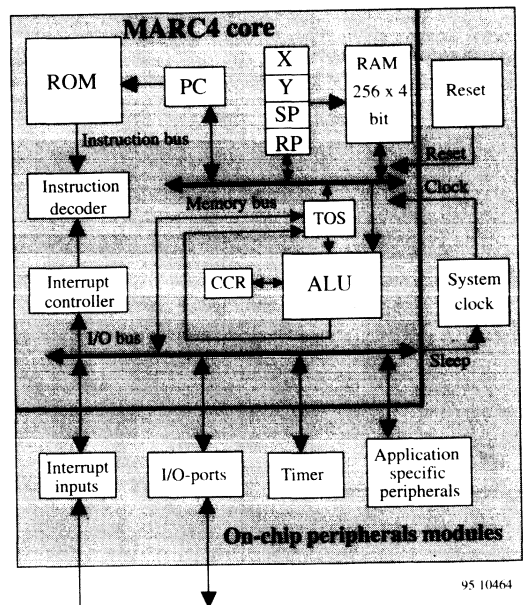 MARC4 core
ROM
PC
X
Y
SP
RP
RAM
256 x 4
bit
Reset
Instruction bus
Reset
Instruction
decoder
Memory bus
TOS
Clock
Interrupt
controller
CCR
ALU
System
clock
I/O bus
Sleep
Interrupt
inputs
I/O-ports
Timer
Application
specific
peripherals
On-chip peripherals modules
95 10464